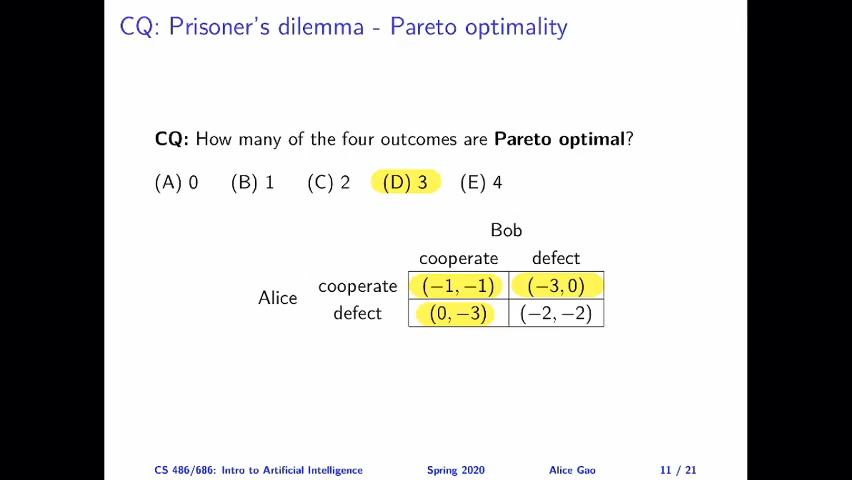 CQ: Prisoner's dilemma - Pareto optimality
CQ: How many of the four outcomes are Pareto optimal?
(A) 0 (B) 1 (C) 2 (D) 3 (E) 4
Bob
cooperate defect
Alice cooperate (−1, −1) (−3, 0)
defect (0, −3) (−2, −2)
CS 486/686: Intro to Artificial Intelligence Spring 2020 Alice Gao 11 / 21